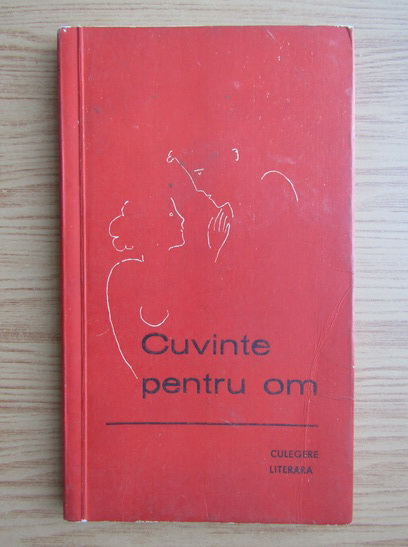 Cuvinte
pentru om
CULEGERE
LITERARA